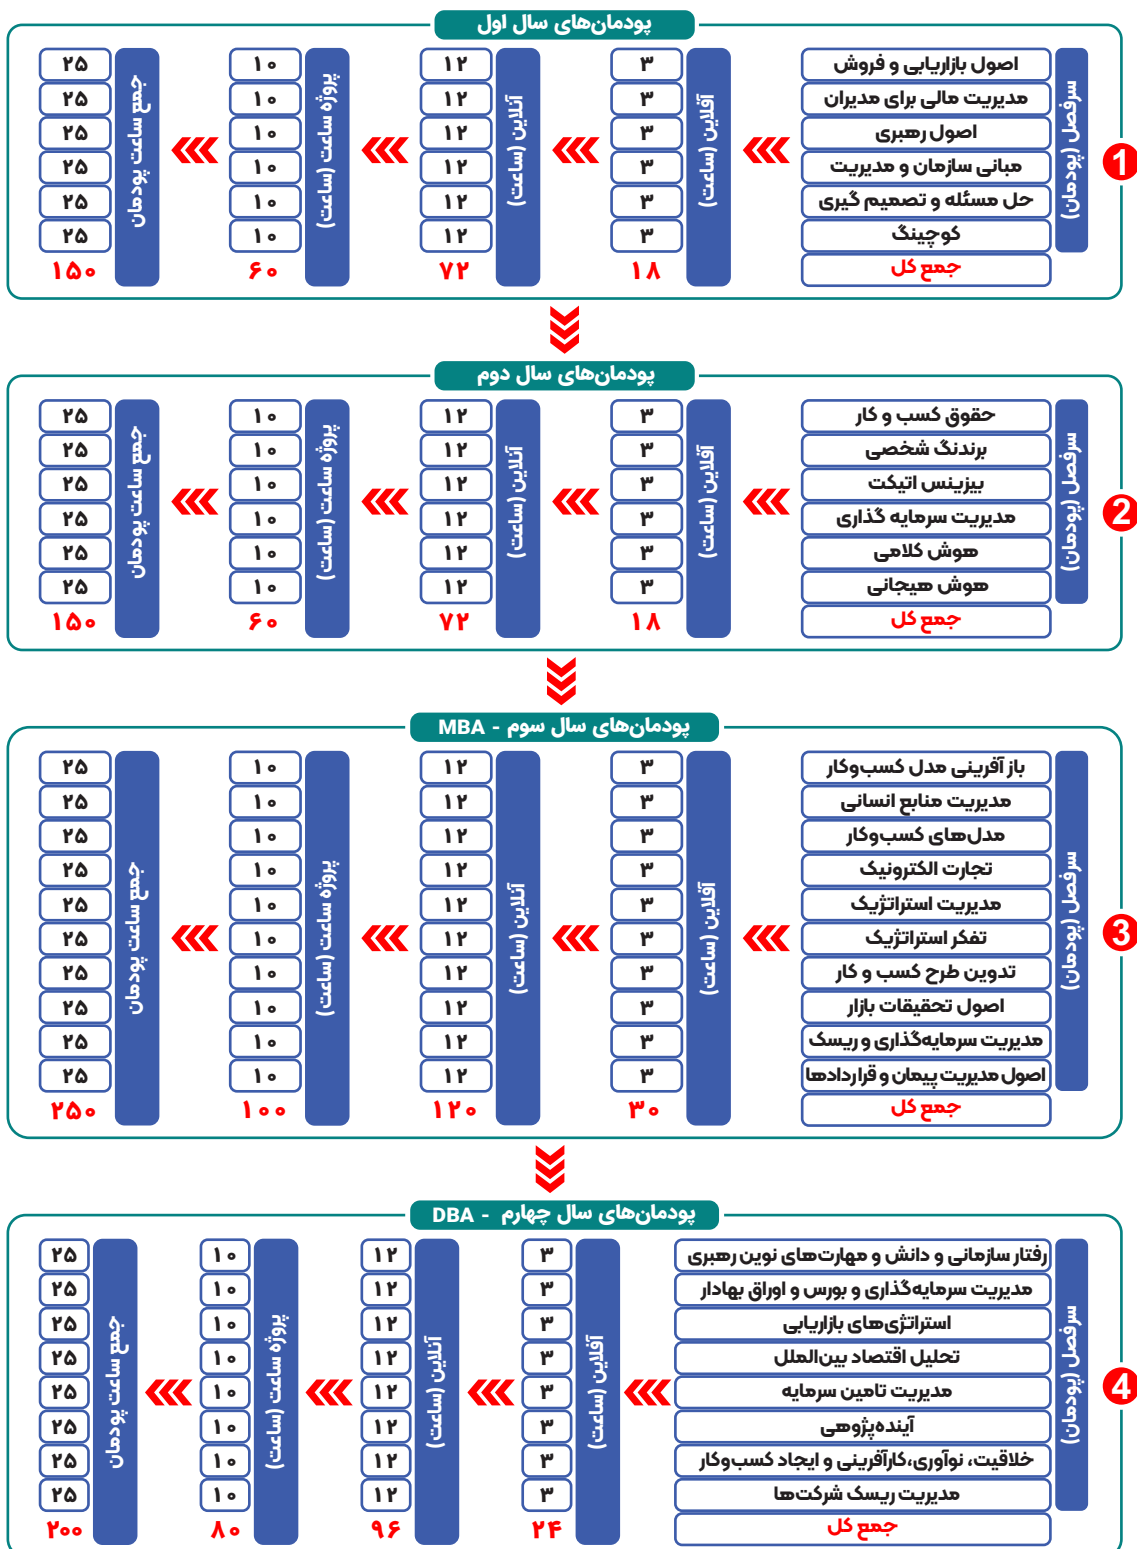 پودمان‌های سال اول
سرفصل (پودمان) آفلاین (ساعت) آنلاین (ساعت) پروژه ساعت (ساعت) جمع ساعت پودمان
1
اصول بازاریابی و فروش ۳ ۱۲ ۱۰ ۲۵
مدیریت مالی برای مدیران ۳ ۱۲ ۱۰ ۲۵
اصول رهبری ۳ ۱۲ ۱۰ ۲۵
مبانی سازمان و مدیریت ۳ ۱۲ ۱۰ ۲۵
حل مسئله و تصمیم گیری ۳ ۱۲ ۱۰ ۲۵
کوچینگ ۳ ۱۲ ۱۰ ۲۵
جمع کل ۱۸ ۷۲ ۶۰ ۱۵۰
پودمان‌های سال دوم
سرفصل (پودمان) آفلاین (ساعت) آنلاین (ساعت) پروژه ساعت (ساعت) جمع ساعت پودمان
2
حقوق کسب و کار ۳ ۱۲ ۱۰ ۲۵
برندنگ شخصی ۳ ۱۲ ۱۰ ۲۵
بیزینس اتیکت ۳ ۱۲ ۱۰ ۲۵
مدیریت سرمایه گذاری ۳ ۱۲ ۱۰ ۲۵
هوش کلامی ۳ ۱۲ ۱۰ ۲۵
هوش هیجانی ۳ ۱۲ ۱۰ ۲۵
جمع کل ۱۸ ۷۲ ۶۰ ۱۵۰
پودمان‌های سال سوم - MBA
سرفصل (پودمان) آفلاین (ساعت) آنلاین (ساعت) پروژه ساعت (ساعت) جمع ساعت پودمان
3
باز آفرینی مدل کسب‌وکار ۳ ۱۲ ۱۰ ۲۵
مدیریت منابع انسانی ۳ ۱۲ ۱۰ ۲۵
مدل‌های کسب‌وکار ۳ ۱۲ ۱۰ ۲۵
تجارت الکترونیک ۳ ۱۲ ۱۰ ۲۵
مدیریت استراتژیک ۳ ۱۲ ۱۰ ۲۵
تفکر استراتژیک ۳ ۱۲ ۱۰ ۲۵
تدوین طرح کسب و کار ۳ ۱۲ ۱۰ ۲۵
اصول تحقیقات بازار ۳ ۱۲ ۱۰ ۲۵
مدیریت سرمایه‌گذاری و ریسک ۳ ۱۲ ۱۰ ۲۵
اصول مدیریت پیمان و قراردادها ۳ ۱۲ ۱۰ ۲۵
جمع کل ۳۰ ۱۲۰ ۱۰۰ ۲۵۰
پودمان‌های سال چهارم - DBA
سرفصل (پودمان) آفلاین (ساعت) آنلاین (ساعت) پروژه ساعت (ساعت) جمع ساعت پودمان
4
رفتار سازمانی و دانش و مهارت‌های نوین رهبری ۳ ۱۲ ۱۰ ۲۵
مدیریت سرمایه‌گذاری و بورس و اوراق بهادار ۳ ۱۲ ۱۰ ۲۵
استراتژی‌های بازاریابی ۳ ۱۲ ۱۰ ۲۵
تحلیل اقتصاد بین‌الملل ۳ ۱۲ ۱۰ ۲۵
مدیریت تامین سرمایه ۳ ۱۲ ۱۰ ۲۵
آینده‌پژوهی ۳ ۱۲ ۱۰ ۲۵
خلاقیت، نوآوری،کارآفرینی و ایجاد کسب‌وکار ۳ ۱۲ ۱۰ ۲۵
مدیریت ریسک شرکت‌ها ۳ ۱۲ ۱۰ ۲۵
جمع کل ۲۴ ۹۶ ۸۰ ۲۰۰